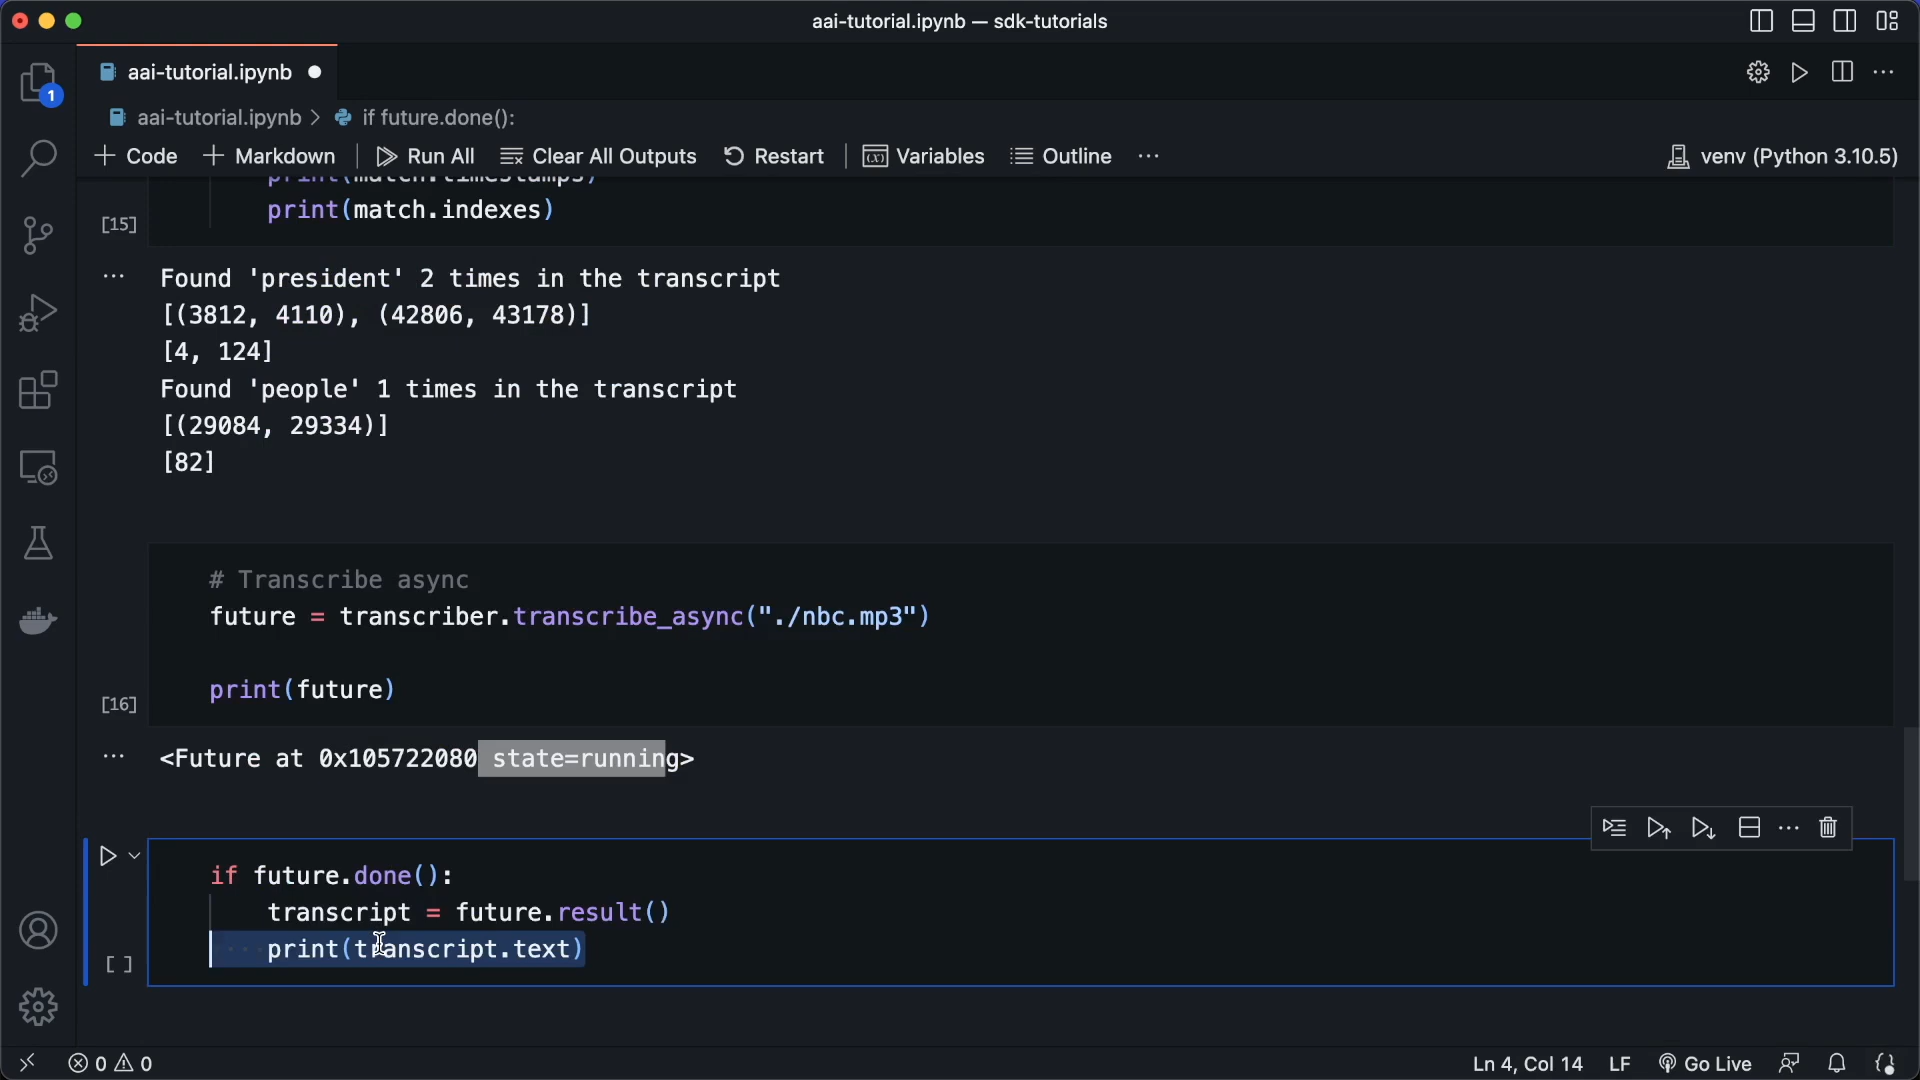 aai-tutorial.ipynb — sdk-tutorials
aai-tutorial.ipynb
1
aai-tutorial.ipynb > if future.done():
Code Markdown Run All Clear All Outputs Restart Variables Outline ... venv (Python 3.10.5)
print(match.timestamps)
print(match.indexes)
[15]
Found 'president' 2 times in the transcript
[(3812, 4110), (42806, 43178)]
[4, 124]
Found 'people' 1 times in the transcript
[(29084, 29334)]
[82]
# Transcribe async
future = transcriber.transcribe_async("./nbc.mp3")
print(future)
[16]
<Future at 0x105722080 state=running>
if future.done():
transcript = future.result()
print(transcript.text)
[ ]
0 0 Ln 4, Col 14 LF Go Live